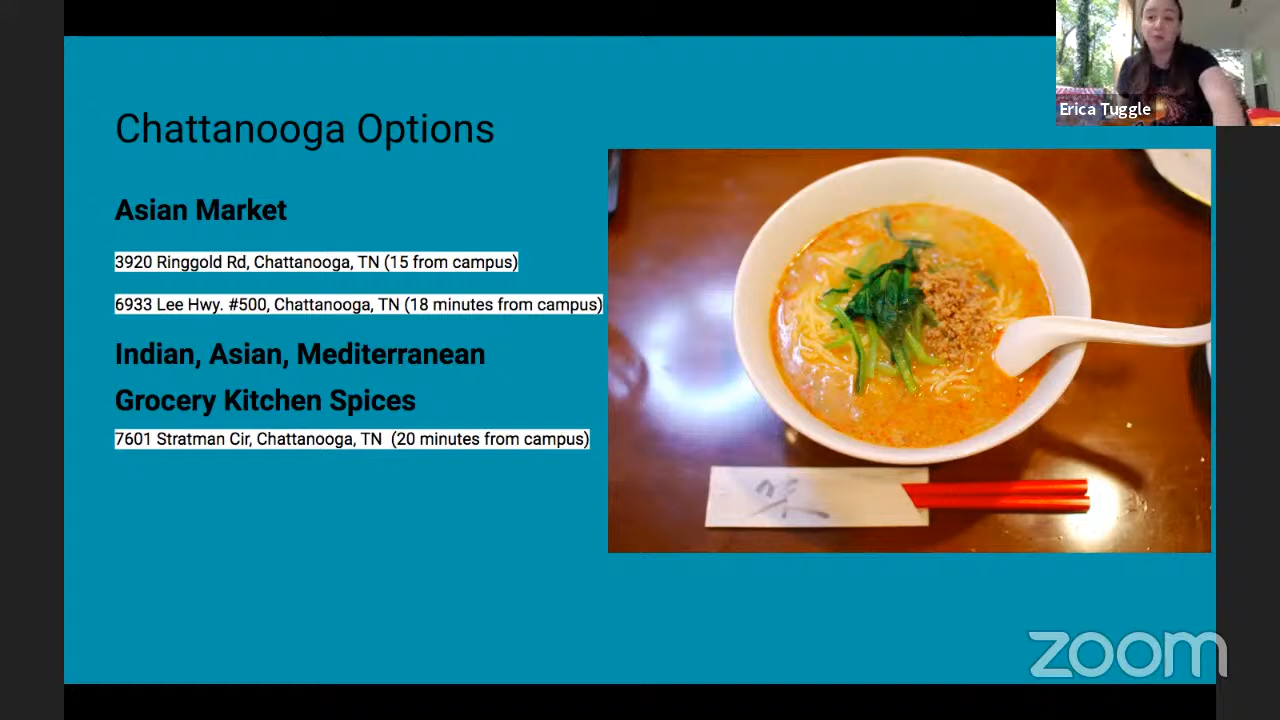 Erica Tuggle
Chattanooga Options
Asian Market
3920 Ringgold Rd, Chattanooga, TN (15 from campus)
6933 Lee Hwy. #500, Chattanooga, TN (18 minutes from campus)
Indian, Asian, Mediterranean
Grocery Kitchen Spices
7601 Stratman Cir, Chattanooga, TN (20 minutes from campus)
味
zoom